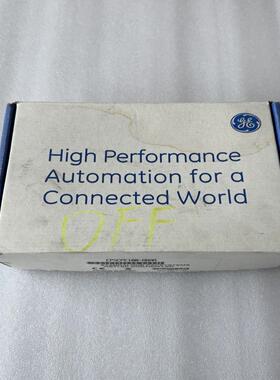 GE
High Performance
Automation for a
Connected World
OFF